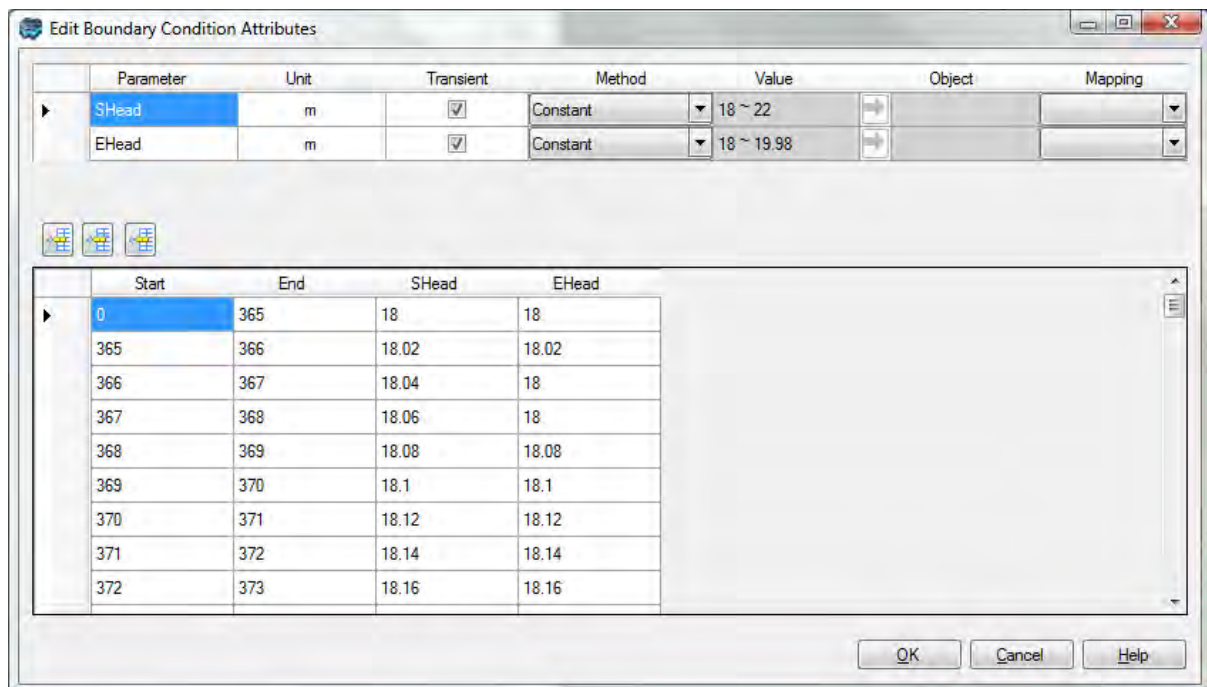 Edit Boundary Condition Attributes
Parameter Unit Transient Method Value Object Mapping
SHead m Constant 18 ~ 22
EHead m Constant 18 ~ 19.98
Start End SHead EHead
0 365 18 18
365 366 18.02 18.02
366 367 18.04 18
367 368 18.06 18
368 369 18.08 18.08
369 370 18.1 18.1
370 371 18.12 18.12
371 372 18.14 18.14
372 373 18.16 18.16
OK Cancel Help